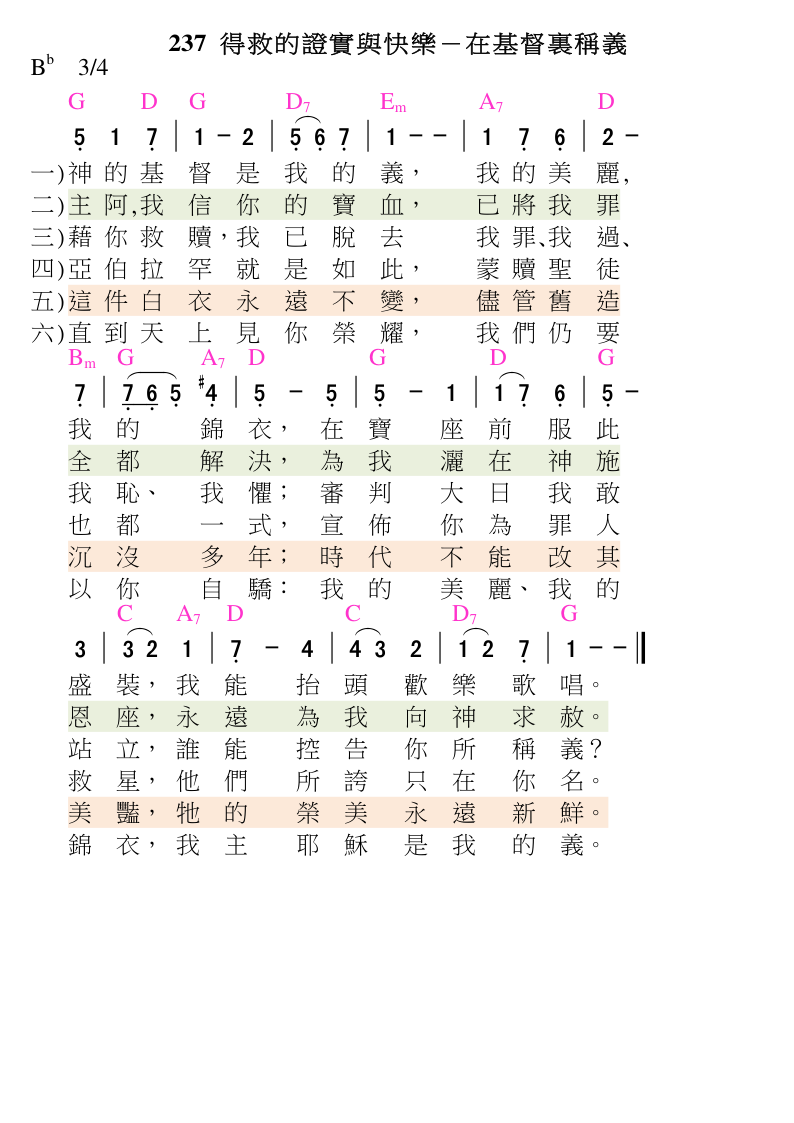 237 得救的證實與快樂－在基督裏稱義
Bb 3/4
G D G D7 Em A7 D
5 1 7 | 1 － 2 | 5 6 7 | 1 － － | 1 7 6 | 2 －
一)神的基督是我的義，我的美麗,
二)主阿,我信你的寶血，已將我罪
三)藉你救贖，我已脫去我罪、我過、
四)亞伯拉罕就是如此，蒙贖聖徒
五)這件白衣永遠不變，儘管舊造
六)直到天上見你榮耀，我們仍要
Bm G A7 D G D G
7 | 7 6 5 #4 | 5 － 5 | 5 － 1 | 1 7 6 | 5 －
我的錦衣，在寶座前服此
全都解決，為我灑在神施
我恥、我懼；審判大日我敢
也都一式，宣佈你為罪人
沉沒多年；時代不能改其
以你自驕：我的美麗、我的
C A7 D C D7 G
3 | 3 2 1 | 7 － 4 | 4 3 2 | 1 2 7 | 1 － －
盛裝，我能抬頭歡樂歌唱。
恩座，永遠為我向神求赦。
站立，誰能控告你所稱義？
救星，他們所誇只在你名。
美豔，牠的榮美永遠新鮮。
錦衣，我主耶穌是我的義。